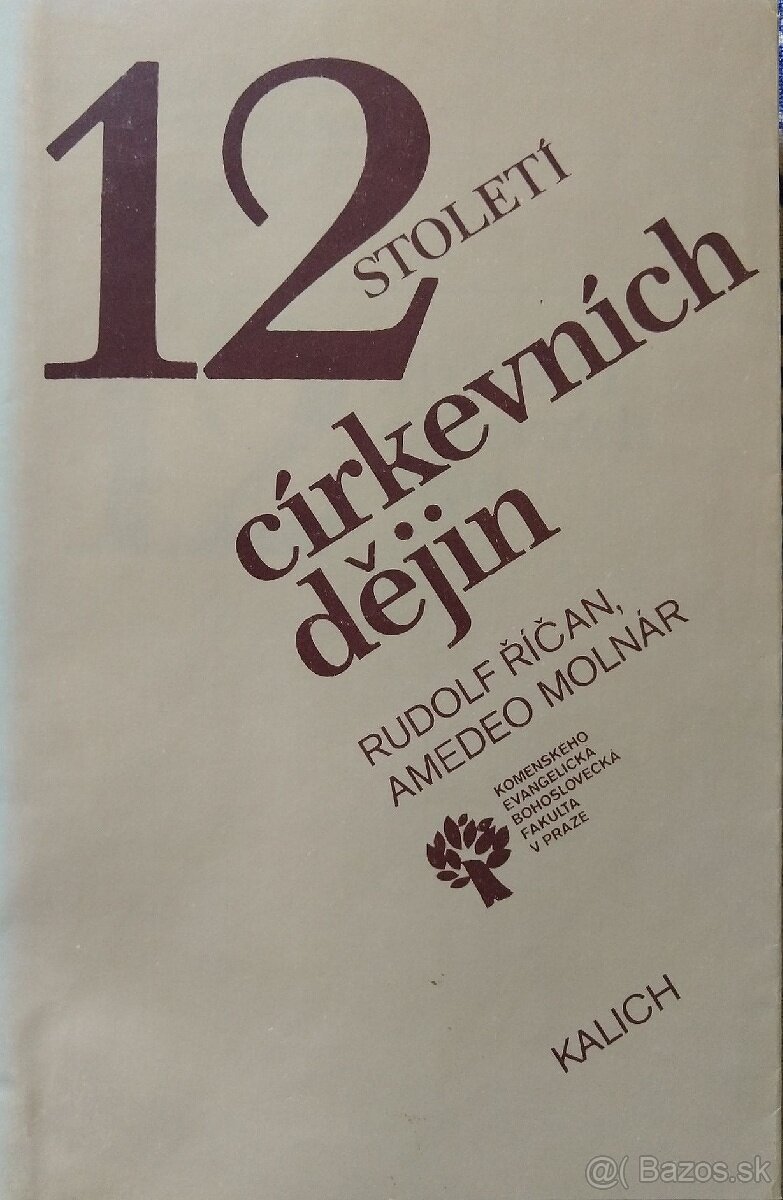 12
STOLETÍ
církevních
dějin
RUDOLF ŘÍČAN,
AMEDEO MOLNÁR
KOMENSKÉHO
EVANGELICKÁ
BOHOSLOVECKÁ
FAKULTA
V PRAZE
KALICH
@( Bazos.sk